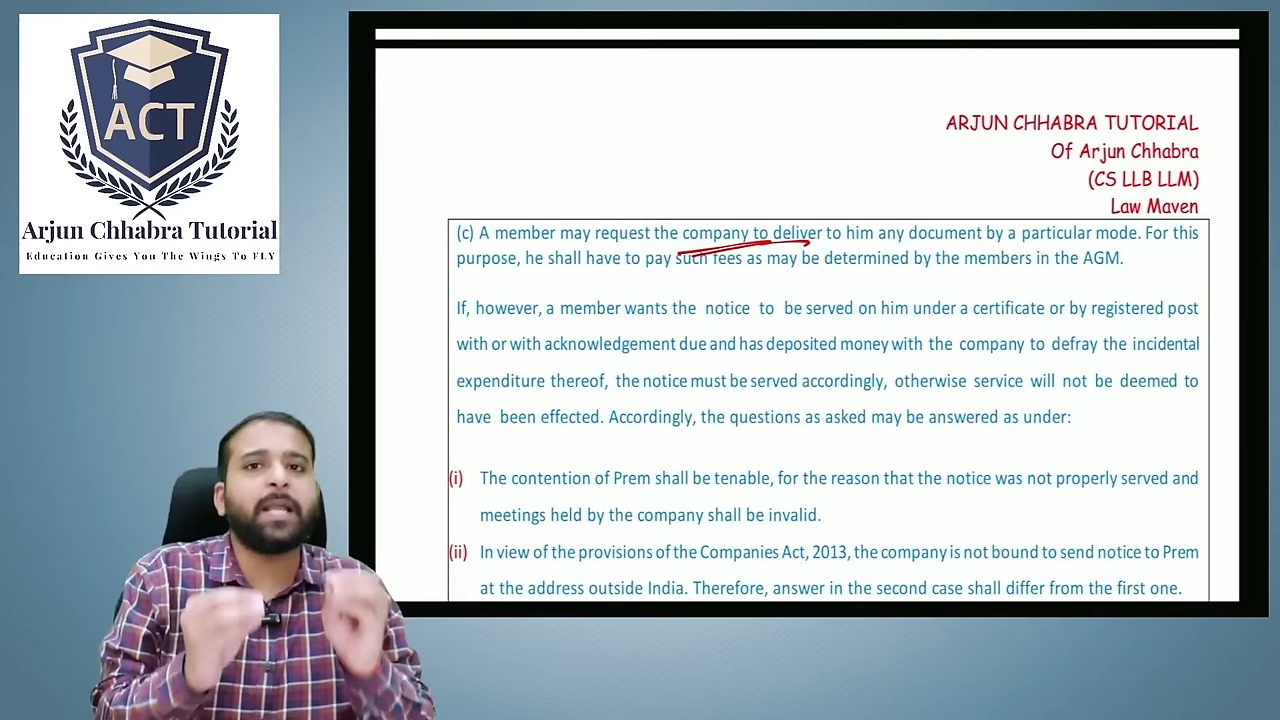 ACT
Arjun Chhabra Tutorial
Education Gives You The Wings To FLY
ARJUN CHHABRA TUTORIAL
Of Arjun Chhabra
(CS LLB LLM)
Law Maven
(c) A member may request the company to deliver to him any document by a particular mode. For this
purpose, he shall have to pay such fees as may be determined by the members in the AGM.
If, however, a member wants the notice to be served on him under a certificate or by registered post
with or with acknowledgement due and has deposited money with the company to defray the incidental
expenditure thereof, the notice must be served accordingly, otherwise service will not be deemed to
have been effected. Accordingly, the questions as asked may be answered as under:
(i) The contention of Prem shall be tenable, for the reason that the notice was not properly served and
meetings held by the company shall be invalid.
(ii) In view of the provisions of the Companies Act, 2013, the company is not bound to send notice to Prem
at the address outside India. Therefore, answer in the second case shall differ from the first one.